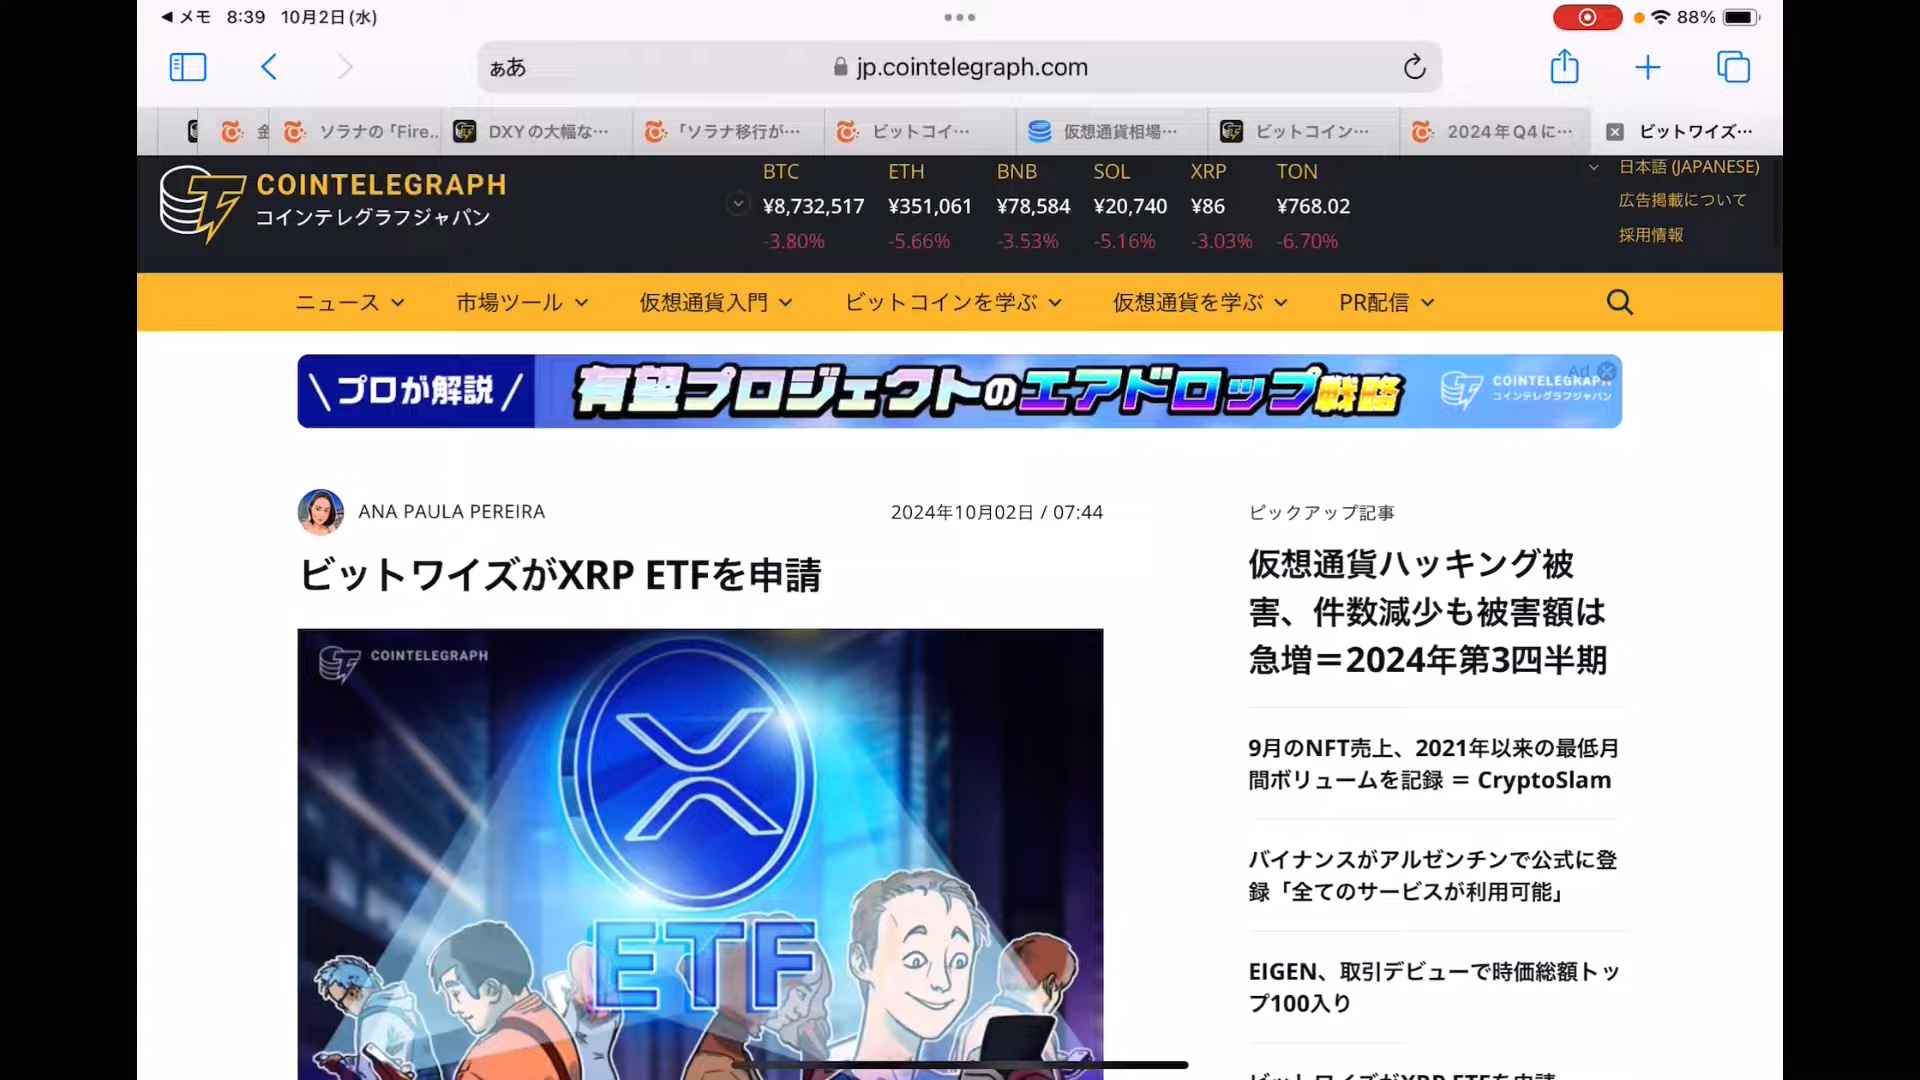 メモ 8:39 10月2日(水)
88%
ああ jp.cointelegraph.com
金 ソラナの「Fire... DXYの大幅な… 「ソラナ移行が… ビットコイ… 仮想通貨相場… ビットコイン… 2024年Q4に… ビットワイズ…
COINTELEGRAPH
コインテレグラフジャパン
BTC ETH BNB SOL XRP TON
¥8,732,517 ¥351,061 ¥78,584 ¥20,740 ¥86 ¥768.02
-3.80% -5.66% -3.53% -5.16% -3.03% -6.70%
日本語 (JAPANESE)
広告掲載について
採用情報
ニュース 市場ツール 仮想通貨入門 ビットコインを学ぶ 仮想通貨を学ぶ PR配信
\プロが解説/ 有望プロジェクトのエアドロップ戦略
Ad
COINTELEGRAPH
コインテレグラフジャパン
ANA PAULA PEREIRA
2024年10月02日 / 07:44
ビットワイズがXRP ETFを申請
COINTELEGRAPH
ETF
ピックアップ記事
仮想通貨ハッキング被
害、件数減少も被害額は
急増＝2024年第3四半期
9月のNFT売上、2021年以来の最低月
間ボリュームを記録 ＝ CryptoSlam
バイナンスがアルゼンチンで公式に登
録「全てのサービスが利用可能」
EIGEN、取引デビューで時価総額トッ
プ100入り
ビットワイズがXRP ETFを申請